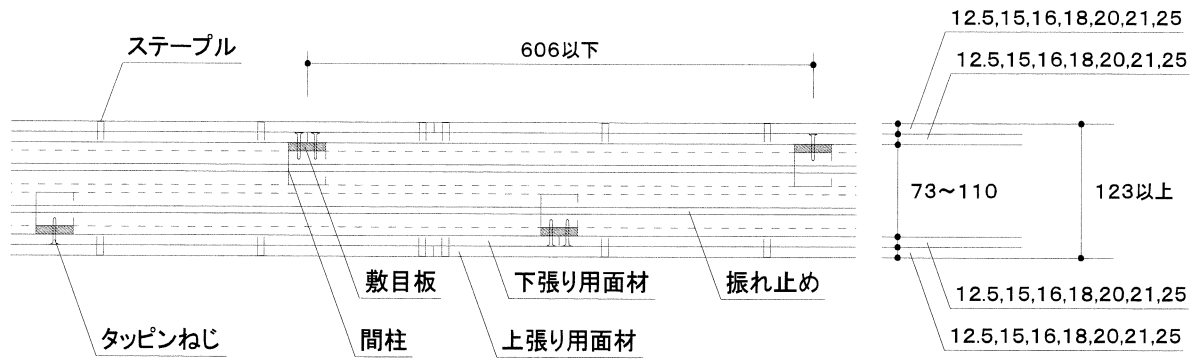 ステープル
606以下
12.5,15,16,18,20,21,25
12.5,15,16,18,20,21,25
73～110
123以上
敷目板
下張り用面材
振れ止め
12.5,15,16,18,20,21,25
タッピンねじ
間柱
上張り用面材
12.5,15,16,18,20,21,25